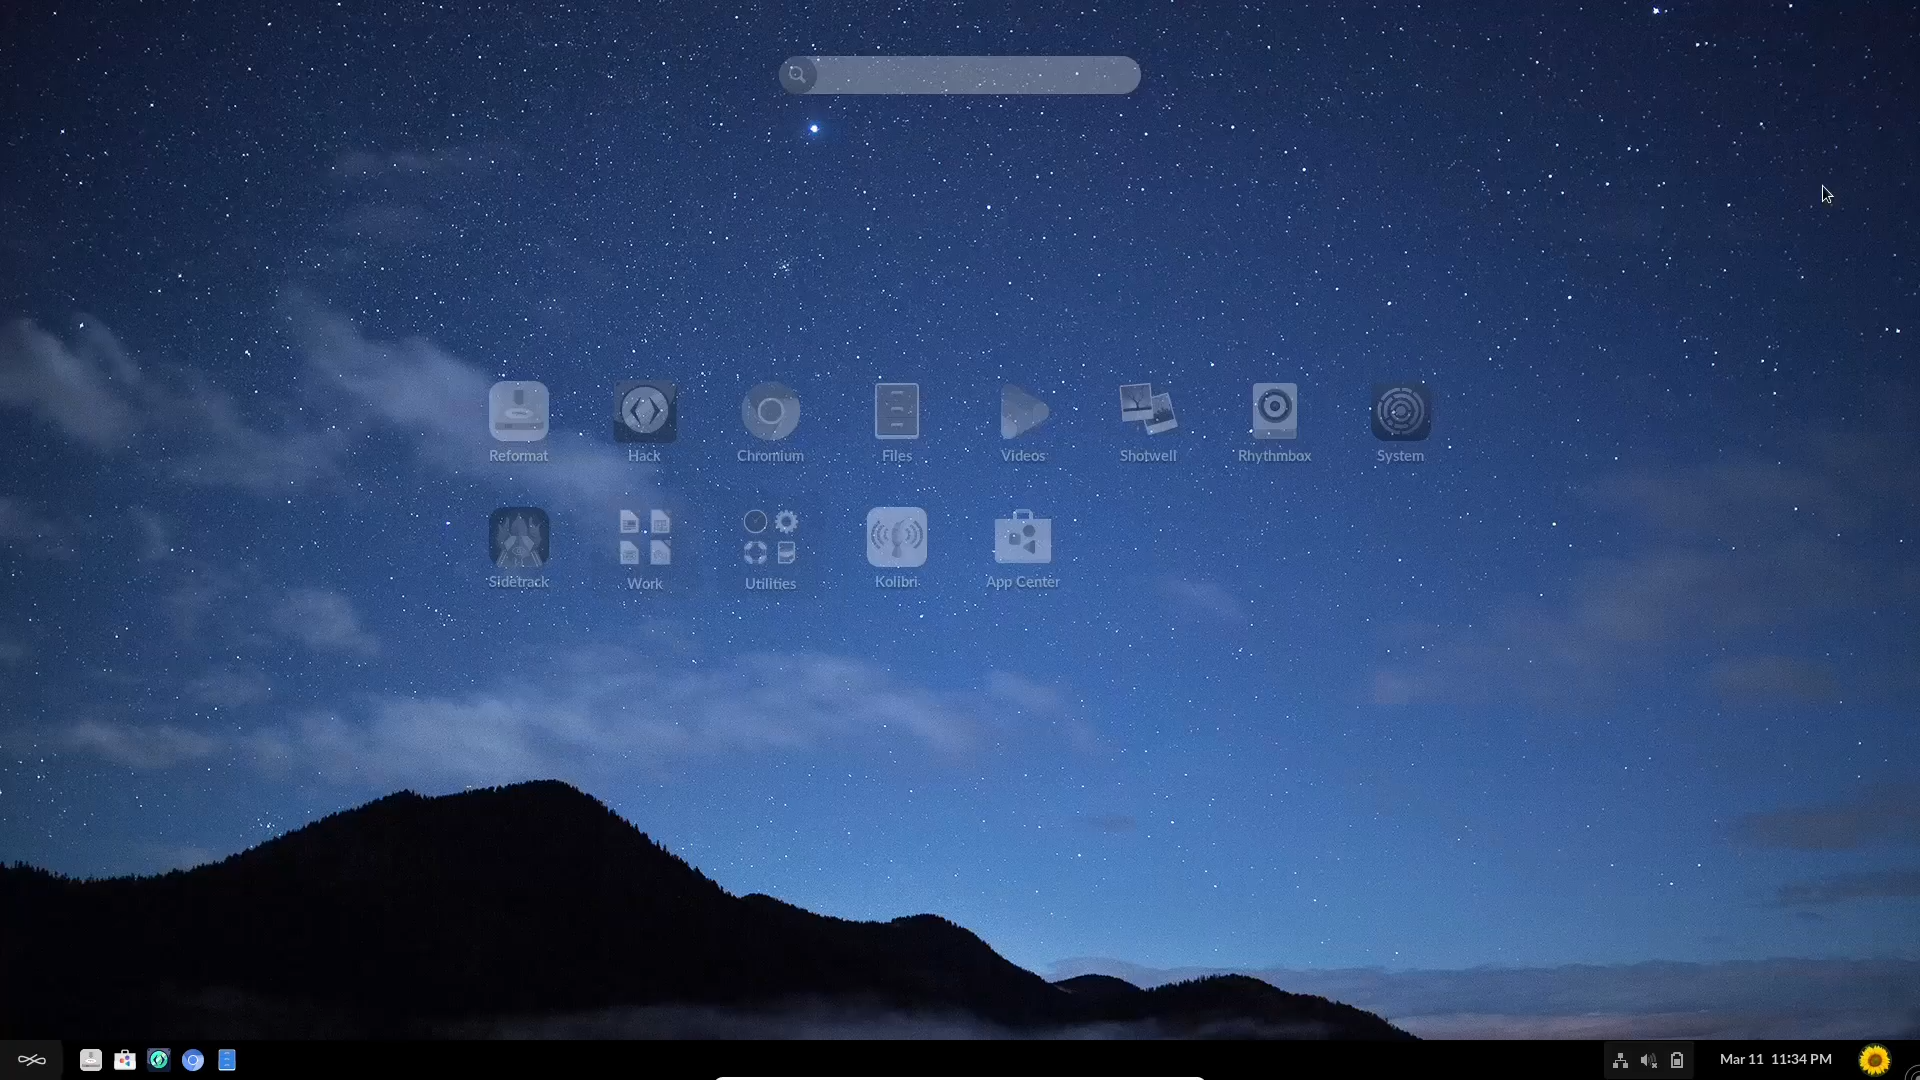 Reformat
Hack
Chromium
Files
Videos
Shotwell
Rhythmbox
System
Sidetrack
Work
Utilities
Kolibri
App Center
Mar 11 11:34 PM